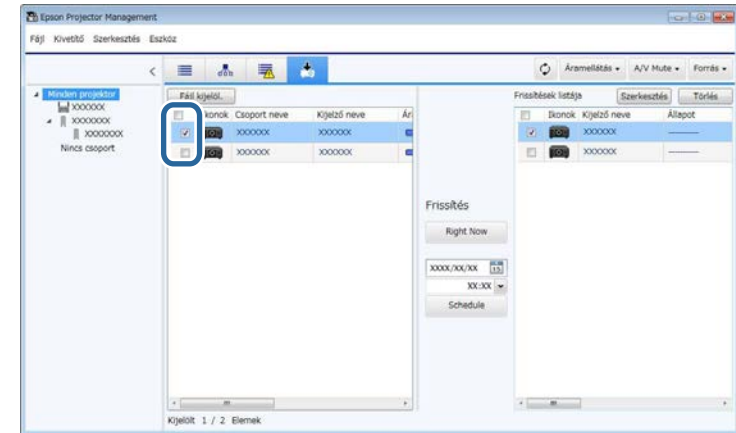 Epson Projector Management
Fájl Kivetítő Szerkesztés Eszköz
Áramellátás A/V Mute Forrás
Minden projektor
XXXXXX
XXXXXXX
XXXXXXX
Nincs csoport
Fájl kijelöl.
Ikonok Csoport neve Kijelző neve
XXXXXX XXXXXX
XXXXXX XXXXXX
Kijelölt 1 / 2 Elemek
Frissítés
Right Now
XXXX/XX/XX 15
XX:XX
Schedule
Frissítések listája Szerkesztés Törlés
Ikonok Kijelző neve Állapot
XXXXXX ———
XXXXXX ———